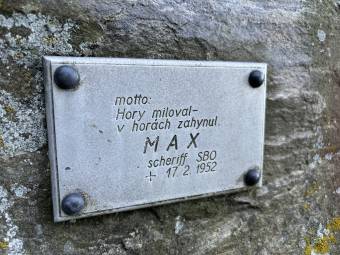 motto:
Hory miloval-
v horách zahynul.
MAX
scheriff SBO
+ 17. 2. 1952